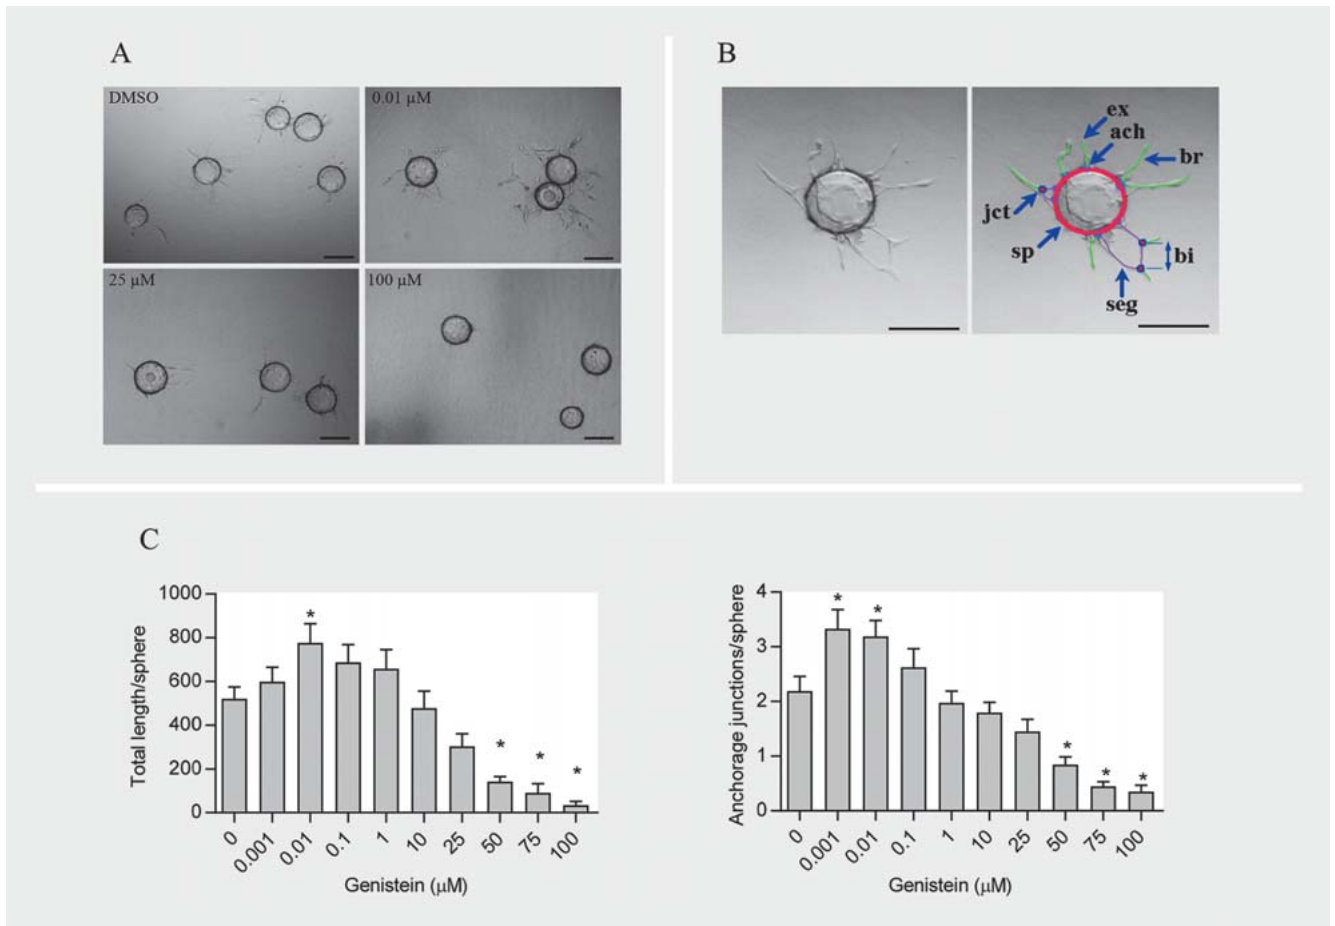 A
DMSO
0.01 µM
25 µM
100 µM
B
ex
ach
br
jct
sp
bi
seg
C
Total length/sphere
1000
800
600
400
200
0
*
*
*
*
0
0.001
0.01
0.1
1
10
25
50
75
100
Genistein (µM)
Anchorage junctions/sphere
4
3
2
1
0
*
*
*
*
*
0
0.001
0.01
0.1
1
10
25
50
75
100
Genistein (µM)